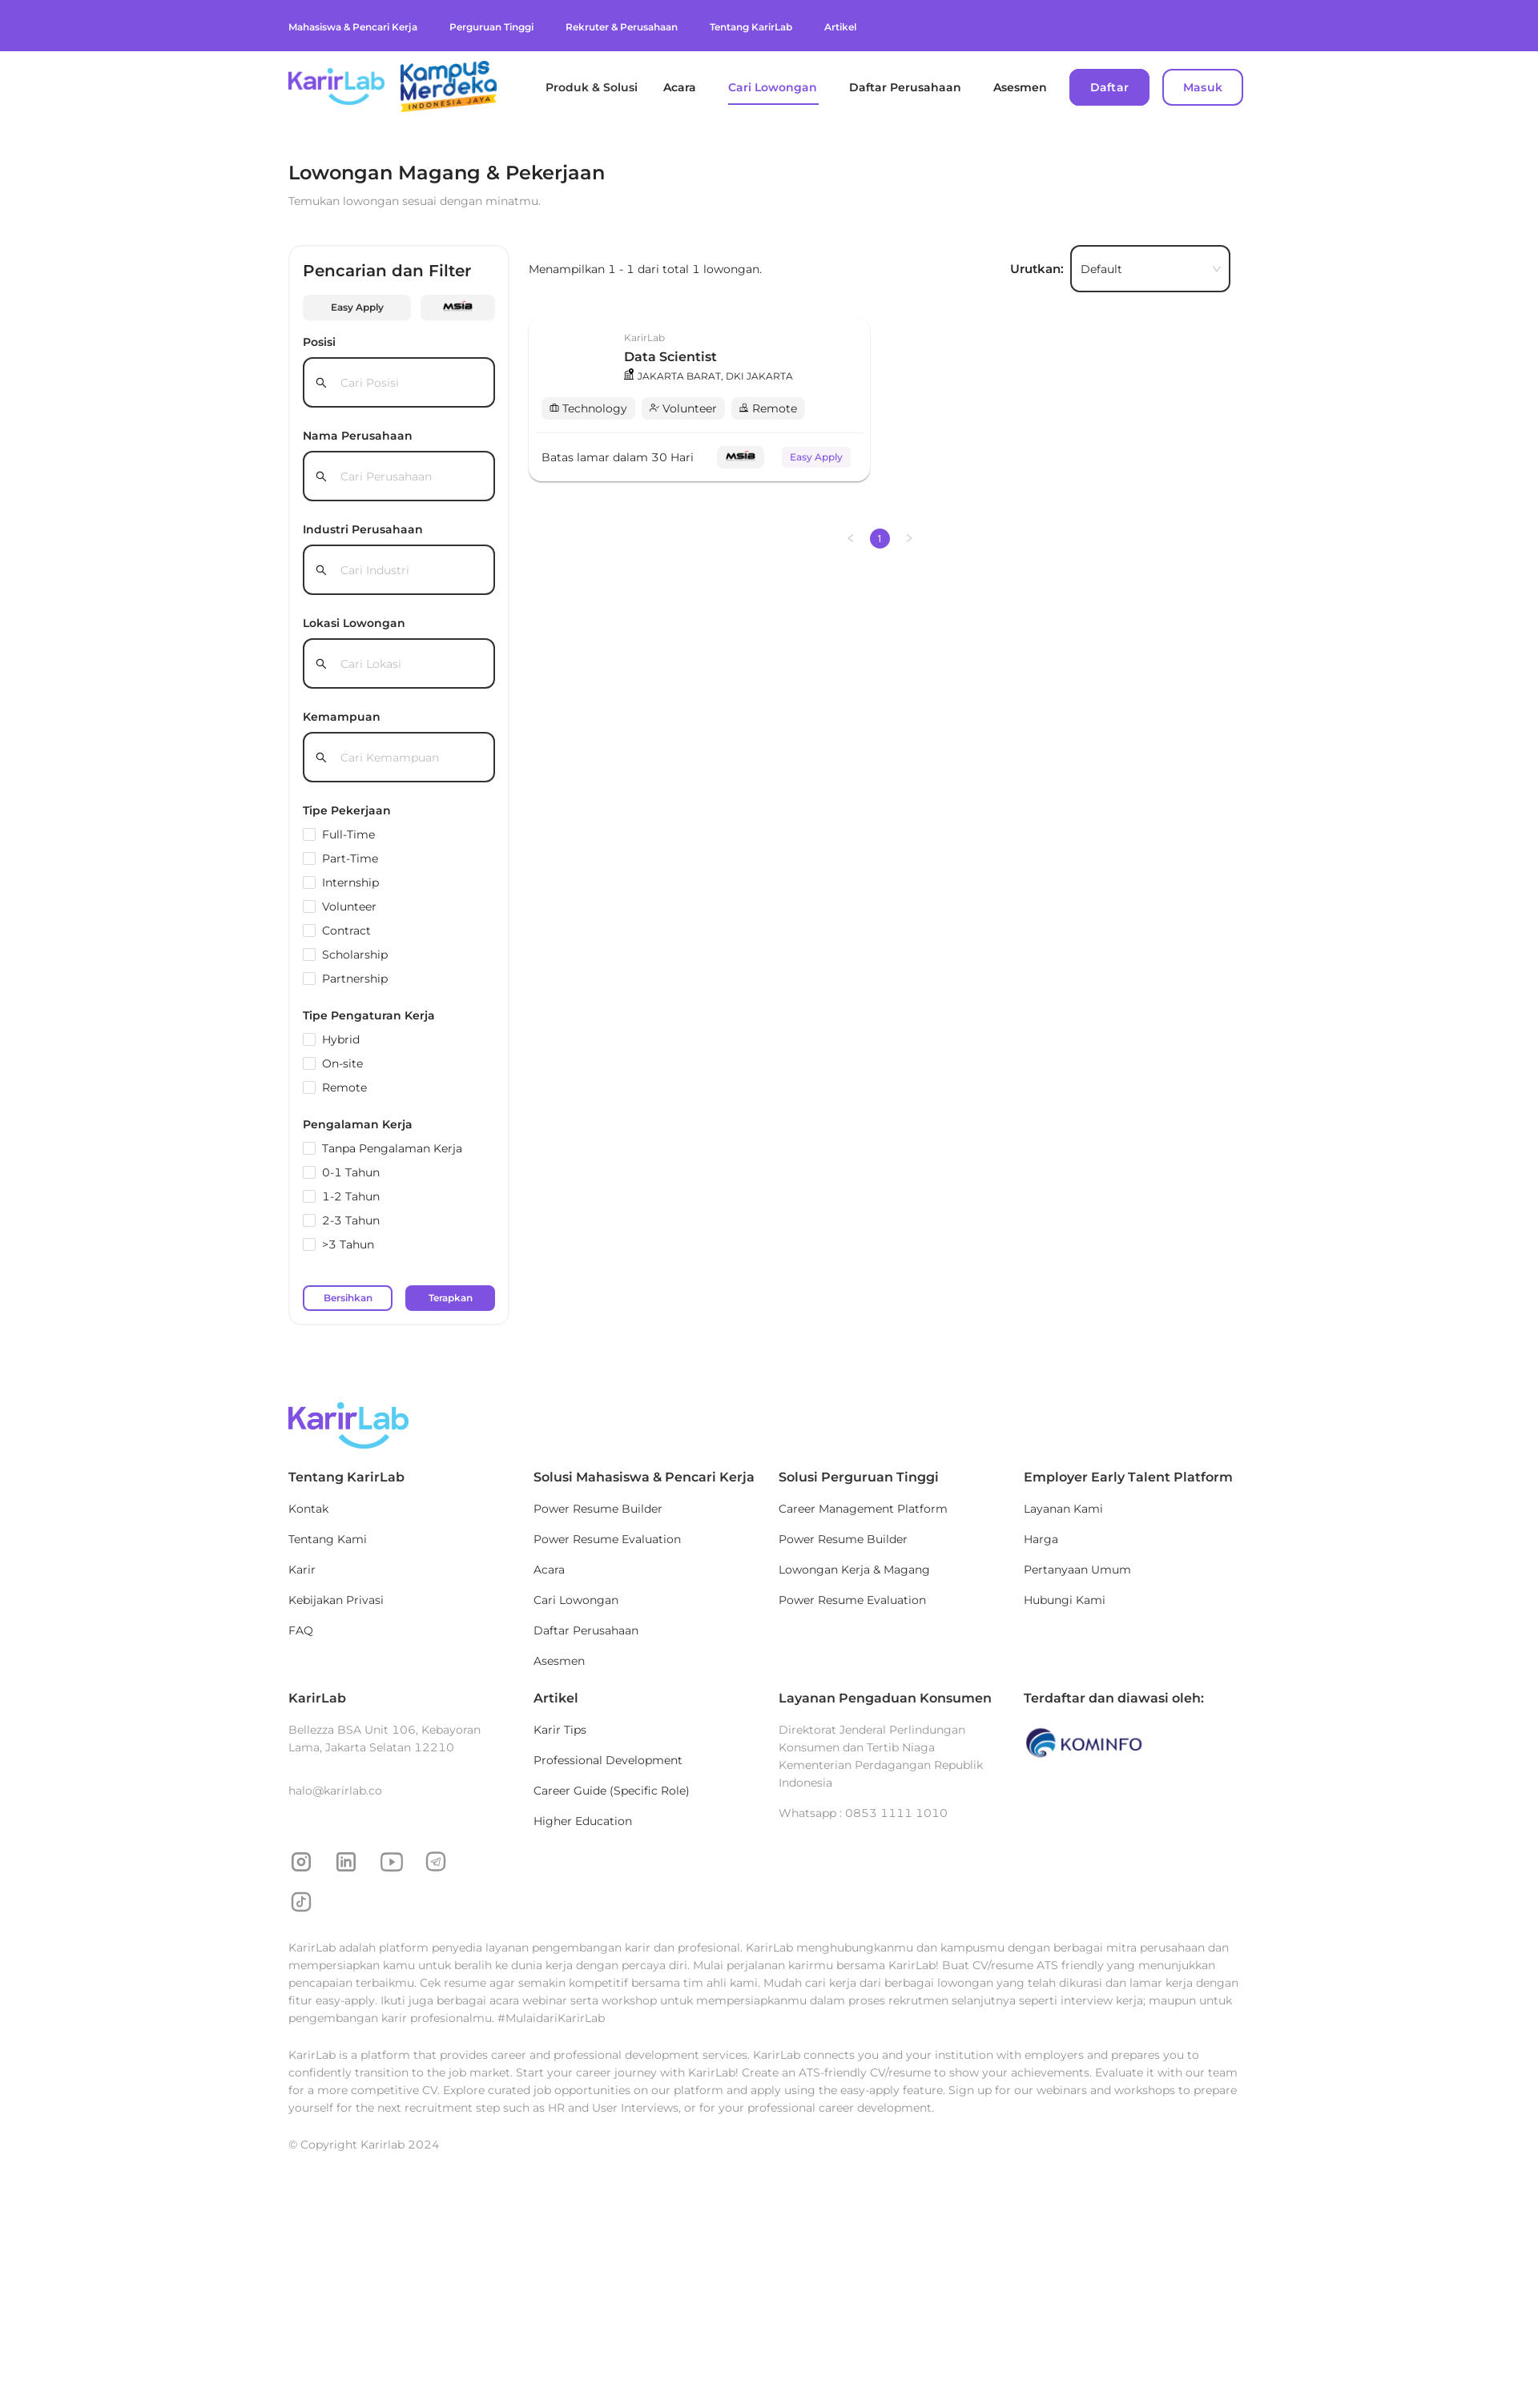 Mahasiswa & Pencari Kerja
Perguruan Tinggi
Rekruter & Perusahaan
Tentang KarirLab
Artikel
KarirLab
Kampus
Merdeka
INDONESIA JAYA
Produk & Solusi
Acara
Cari Lowongan
Daftar Perusahaan
Asesmen
Daftar
Masuk
Lowongan Magang & Pekerjaan
Temukan lowongan sesuai dengan minatmu.
Pencarian dan Filter
Easy Apply
MSIB
Posisi
Cari Posisi
Nama Perusahaan
Cari Perusahaan
Industri Perusahaan
Cari Industri
Lokasi Lowongan
Cari Lokasi
Kemampuan
Cari Kemampuan
Tipe Pekerjaan
Full-Time
Part-Time
Internship
Volunteer
Contract
Scholarship
Partnership
Tipe Pengaturan Kerja
Hybrid
On-site
Remote
Pengalaman Kerja
Tanpa Pengalaman Kerja
0-1 Tahun
1-2 Tahun
2-3 Tahun
>3 Tahun
Bersihkan
Terapkan
Menampilkan 1 - 1 dari total 1 lowongan.
Urutkan:
Default
KarirLab
Data Scientist
JAKARTA BARAT, DKI JAKARTA
Technology
Volunteer
Remote
Batas lamar dalam 30 Hari
MSIB
Easy Apply
1
KarirLab
Tentang KarirLab
Kontak
Tentang Kami
Karir
Kebijakan Privasi
FAQ
Solusi Mahasiswa & Pencari Kerja
Power Resume Builder
Power Resume Evaluation
Acara
Cari Lowongan
Daftar Perusahaan
Asesmen
Solusi Perguruan Tinggi
Career Management Platform
Power Resume Builder
Lowongan Kerja & Magang
Power Resume Evaluation
Employer Early Talent Platform
Layanan Kami
Harga
Pertanyaan Umum
Hubungi Kami
KarirLab
Bellezza BSA Unit 106, Kebayoran
Lama, Jakarta Selatan 12210
halo@karirlab.co
Artikel
Karir Tips
Professional Development
Career Guide (Specific Role)
Higher Education
Layanan Pengaduan Konsumen
Direktorat Jenderal Perlindungan
Konsumen dan Tertib Niaga
Kementerian Perdagangan Republik
Indonesia
Whatsapp : 0853 1111 1010
Terdaftar dan diawasi oleh:
KOMINFO
KarirLab adalah platform penyedia layanan pengembangan karir dan profesional. KarirLab menghubungkanmu dan kampusmu dengan berbagai mitra perusahaan dan
mempersiapkan kamu untuk beralih ke dunia kerja dengan percaya diri. Mulai perjalanan karirmu bersama KarirLab! Buat CV/resume ATS friendly yang menunjukkan
pencapaian terbaikmu. Cek resume agar semakin kompetitif bersama tim ahli kami. Mudah cari kerja dari berbagai lowongan yang telah dikurasi dan lamar kerja dengan
fitur easy-apply. Ikuti juga berbagai acara webinar serta workshop untuk mempersiapkanmu dalam proses rekrutmen selanjutnya seperti interview kerja; maupun untuk
pengembangan karir profesionalmu. #MulaidariKarirLab
KarirLab is a platform that provides career and professional development services. KarirLab connects you and your institution with employers and prepares you to
confidently transition to the job market. Start your career journey with KarirLab! Create an ATS-friendly CV/resume to show your achievements. Evaluate it with our team
for a more competitive CV. Explore curated job opportunities on our platform and apply using the easy-apply feature. Sign up for our webinars and workshops to prepare
yourself for the next recruitment step such as HR and User Interviews, or for your professional career development.
© Copyright Karirlab 2024